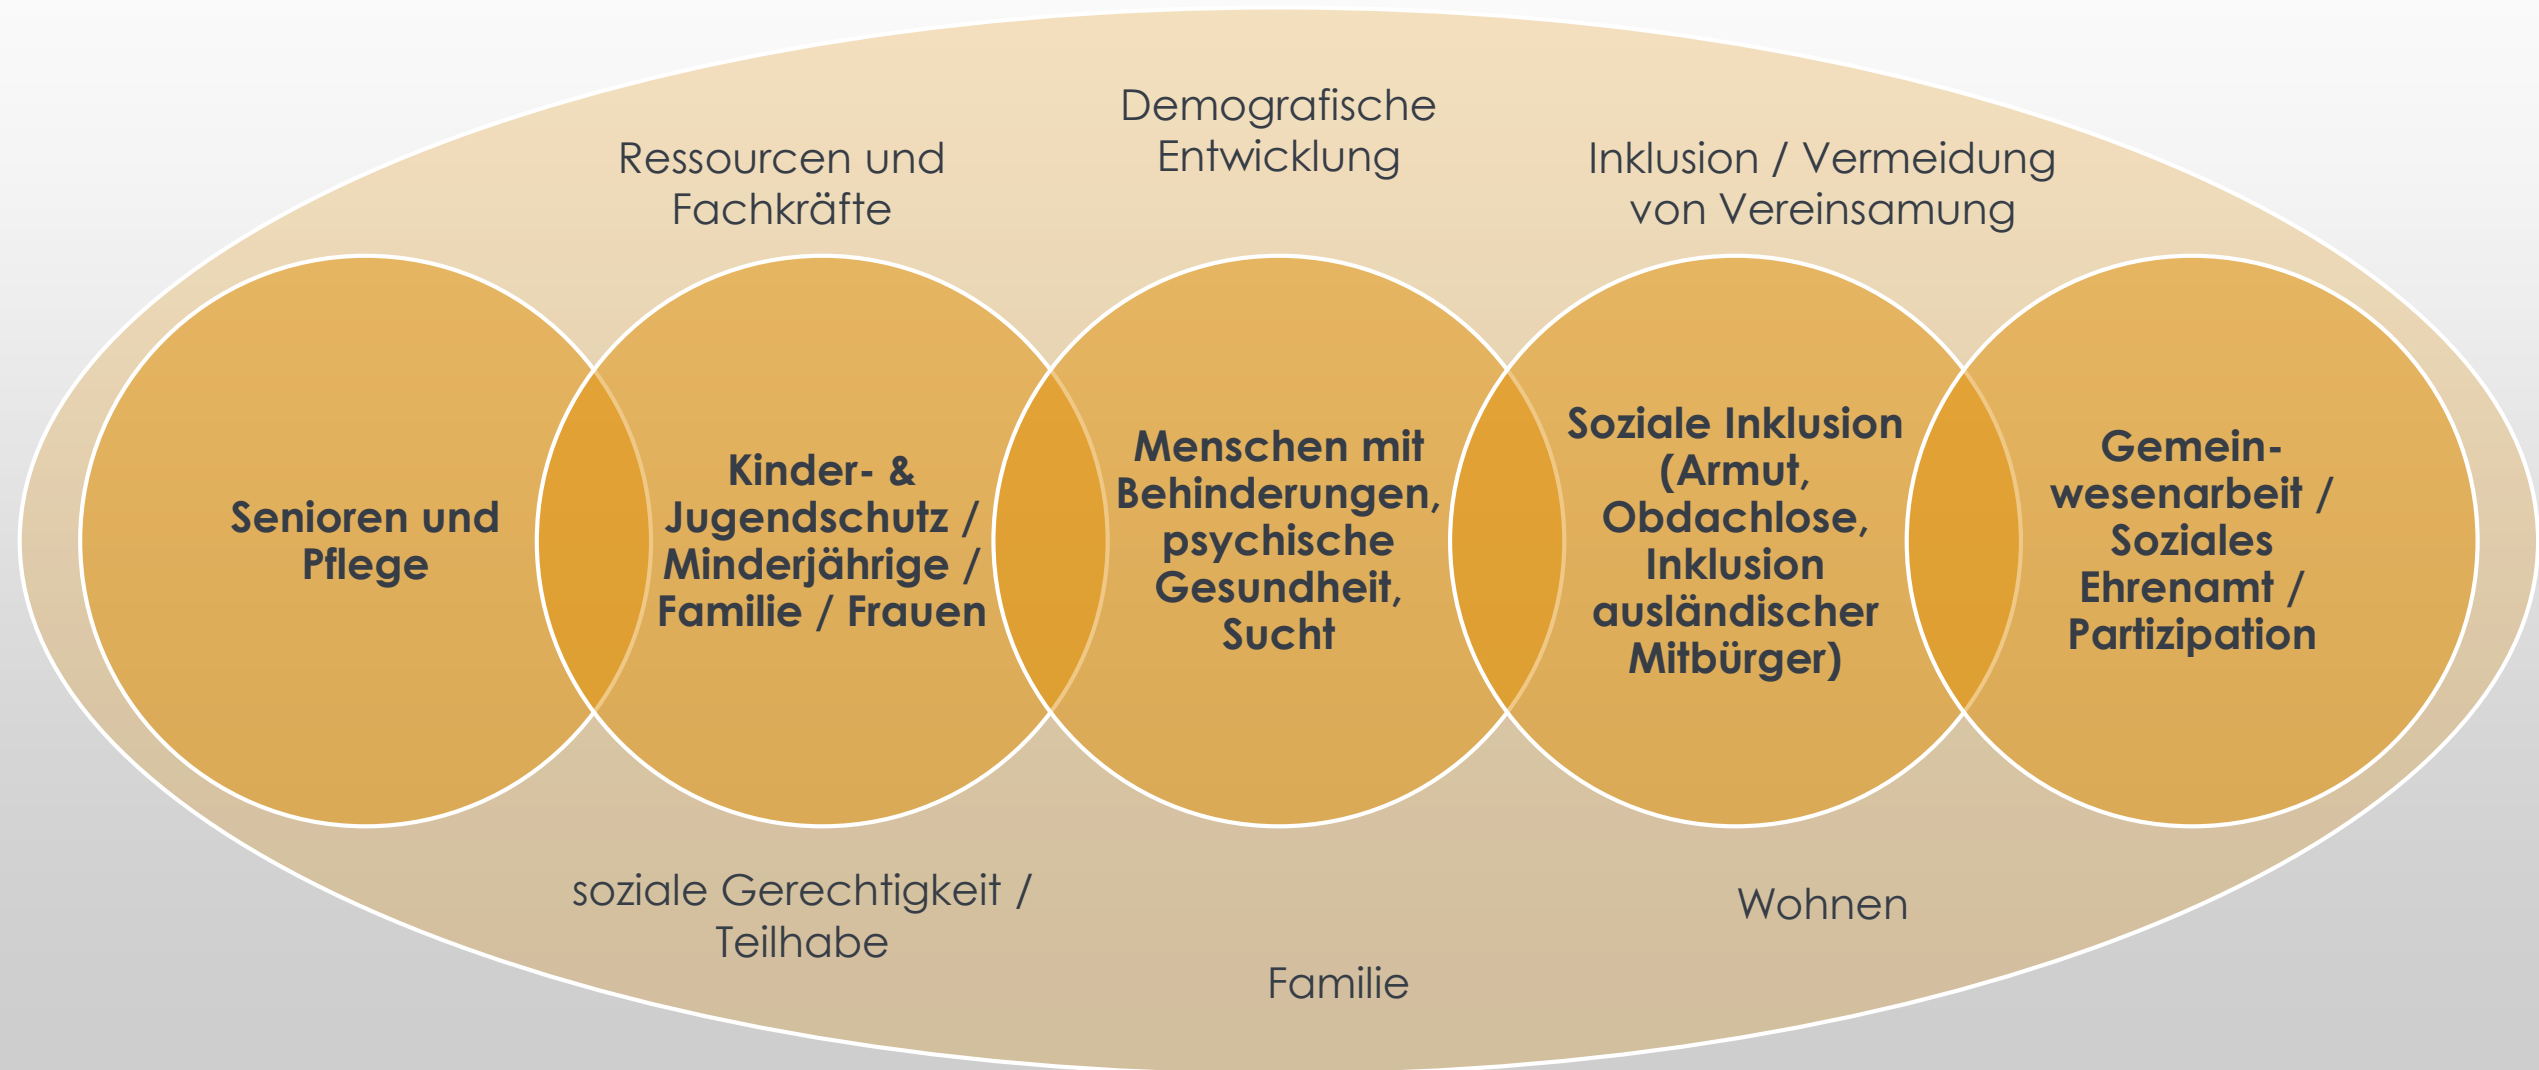 Demografische
Entwicklung
Ressourcen und
Fachkräfte
Inklusion / Vermeidung
von Vereinsamung
Senioren und
Pflege
Kinder- &
Jugendschutz /
Minderjährige /
Familie / Frauen
Menschen mit
Behinderungen,
psychische
Gesundheit,
Sucht
Soziale Inklusion
(Armut,
Obdachlose,
Inklusion
ausländischer
Mitbürger)
Gemein-
wesenarbeit /
Soziales
Ehrenamt /
Partizipation
soziale Gerechtigkeit /
Teilhabe
Familie
Wohnen